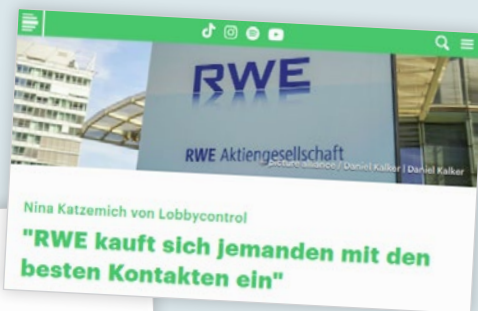 RWE
RWE Aktiengesellschaft
picture alliance / Daniel Kalker | Daniel Kalker
Nina Katzemich von Lobbycontrol
"RWE kauft sich jemanden mit den
besten Kontakten ein"